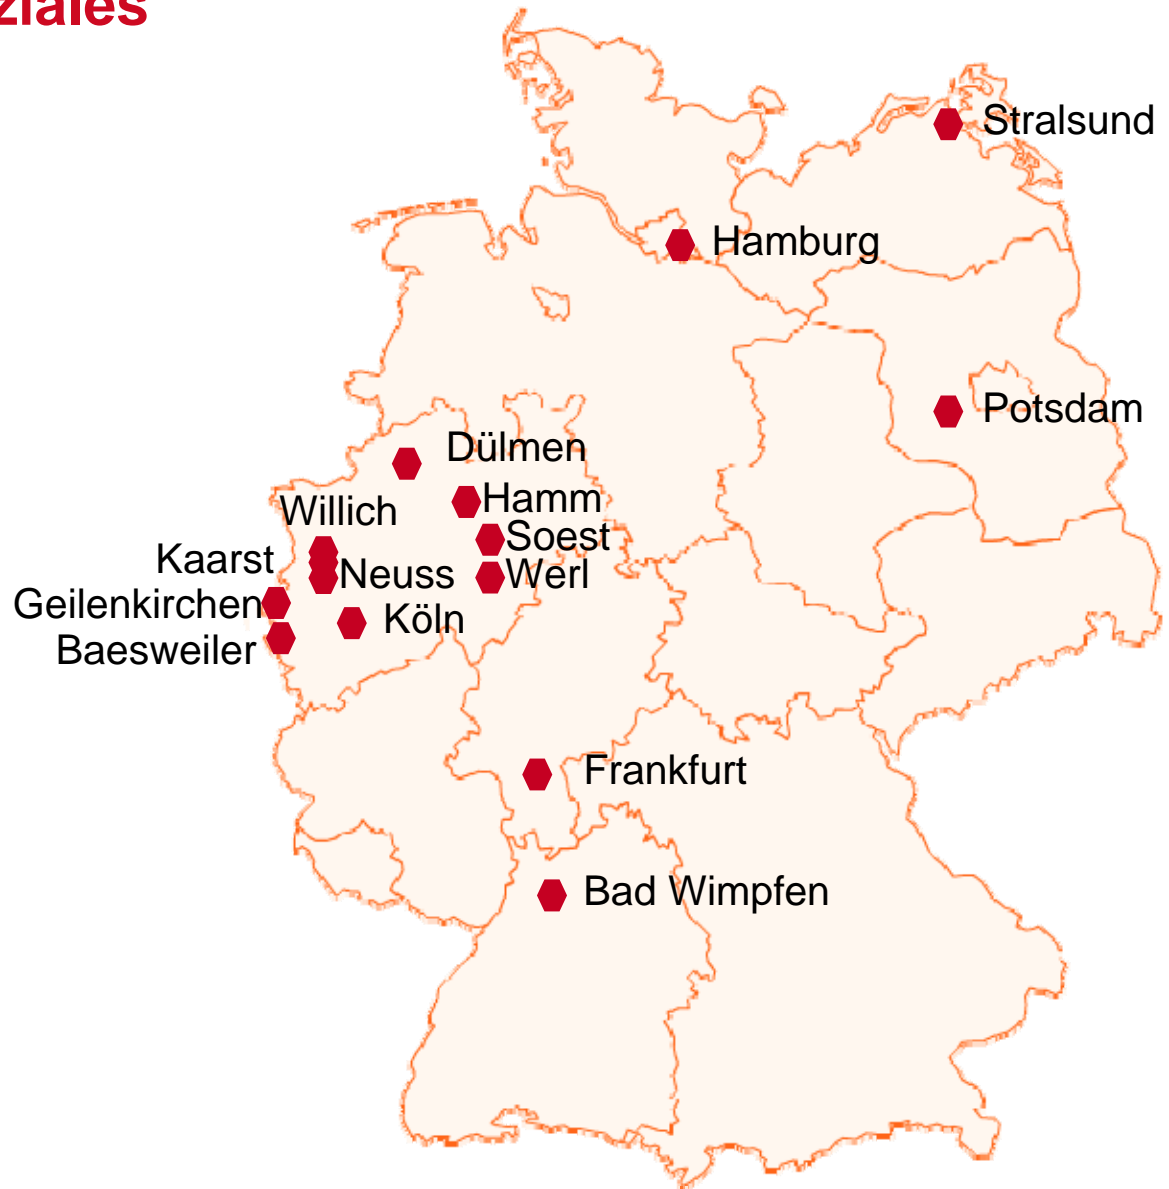 ziales
Stralsund
Hamburg
Potsdam
Dülmen
Hamm
Willich
Soest
Kaarst
Neuss
Werl
Geilenkirchen
Köln
Baesweiler
Frankfurt
Bad Wimpfen